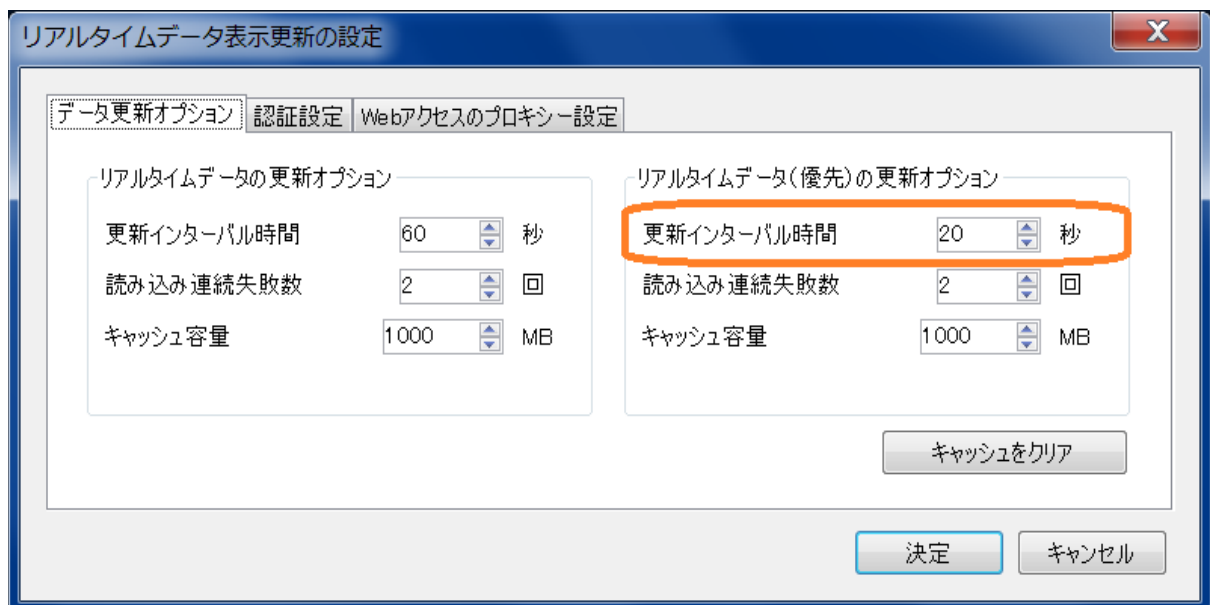 リアルタイムデータ表示更新の設定
X
データ更新オプション 認証設定 Webアクセスのプロキシー設定
リアルタイムデータの更新オプション
更新インターバル時間 60 秒
読み込み連続失敗数 2 回
キャッシュ容量 1000 MB
リアルタイムデータ(優先)の更新オプション
更新インターバル時間 20 秒
読み込み連続失敗数 2 回
キャッシュ容量 1000 MB
キャッシュをクリア
決定 キャンセル